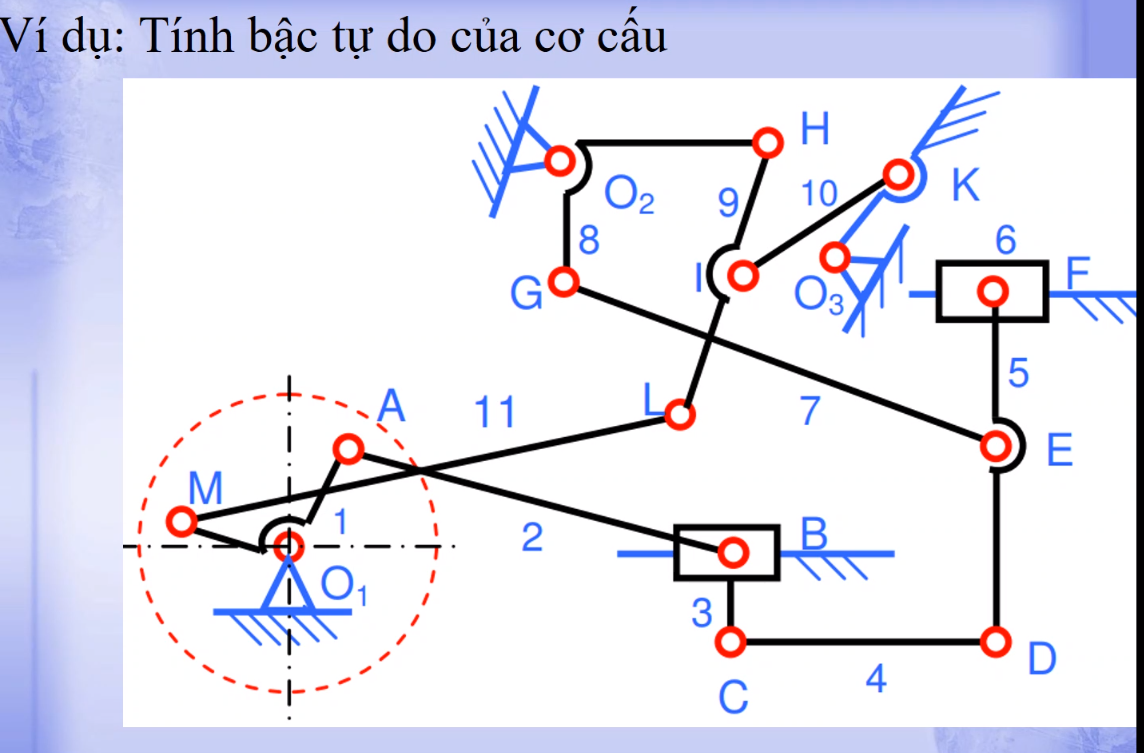 Ví dụ: Tính bậc tự do của cơ cấu
H
K
O₂
9
10
8
6
I
G
O₃
F
5
A
11
L
7
E
M
1
2
B
O₁
3
D
4
C